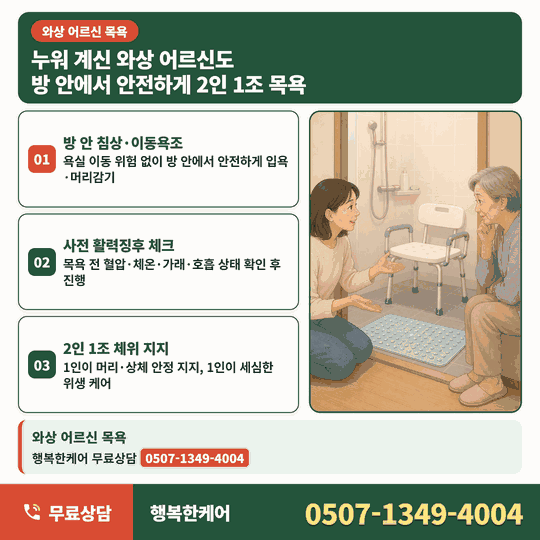 와상 어르신 목욕
누워 계신 와상 어르신도
방 안에서 안전하게 2인 1조 목욕
01
방 안 침상·이동욕조
욕실 이동 위험 없이 방 안에서 안전하게 입욕
·머리감기
02
사전 활력징후 체크
목욕 전 혈압·체온·가래·호흡 상태 확인 후
진행
03
2인 1조 체위 지지
1인이 머리·상체 안정 지지, 1인이 세심한
위생 케어
와상 어르신 목욕
행복한케어 무료상담 0507-1349-4004
무료상담 행복한케어 0507-1349-4004